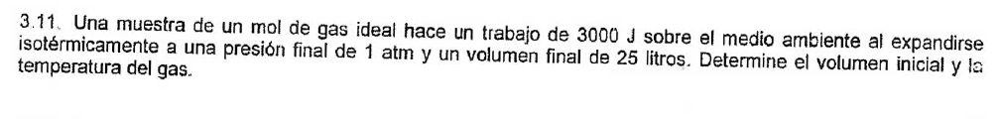 3.11. Una muestra de un mol de gas ideal hace un trabajo de 3000 J sobre el medio ambiente al expandirse
isotérmicamente a una presión final de 1 atm y un volumen final de 25 litros. Determine el volumen inicial y la
temperatura del gas.